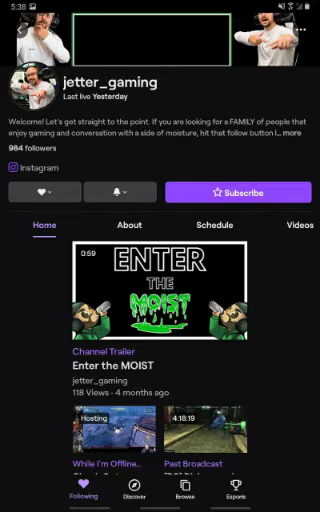 5:38
jetter_gaming
Last live Yesterday
Welcome! Let's get straight to the point. If you are looking for a FAMILY of people that
enjoy gaming and conversation with a side of moisture, hit that follow button I... more
984 followers
Instagram
Subscribe
Home About Schedule Videos
0:59
ENTER
THE
MOIST
Channel Trailer
Enter the MOIST
jetter_gaming
118 Views · 4 months ago
Hosting 4:18:19
While I'm Offline... Past Broadcast
Following Discover Browse Esports